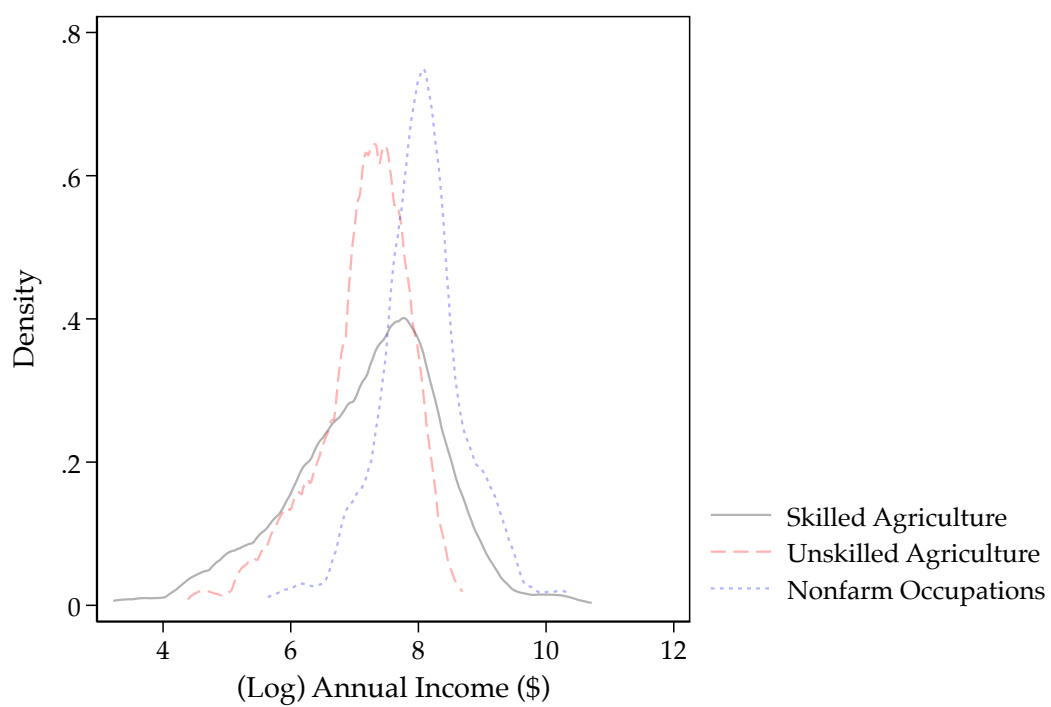 .8
.6
.4
.2
0
Density
4 6 8 10 12
(Log) Annual Income ($)
Skilled Agriculture
Unskilled Agriculture
Nonfarm Occupations